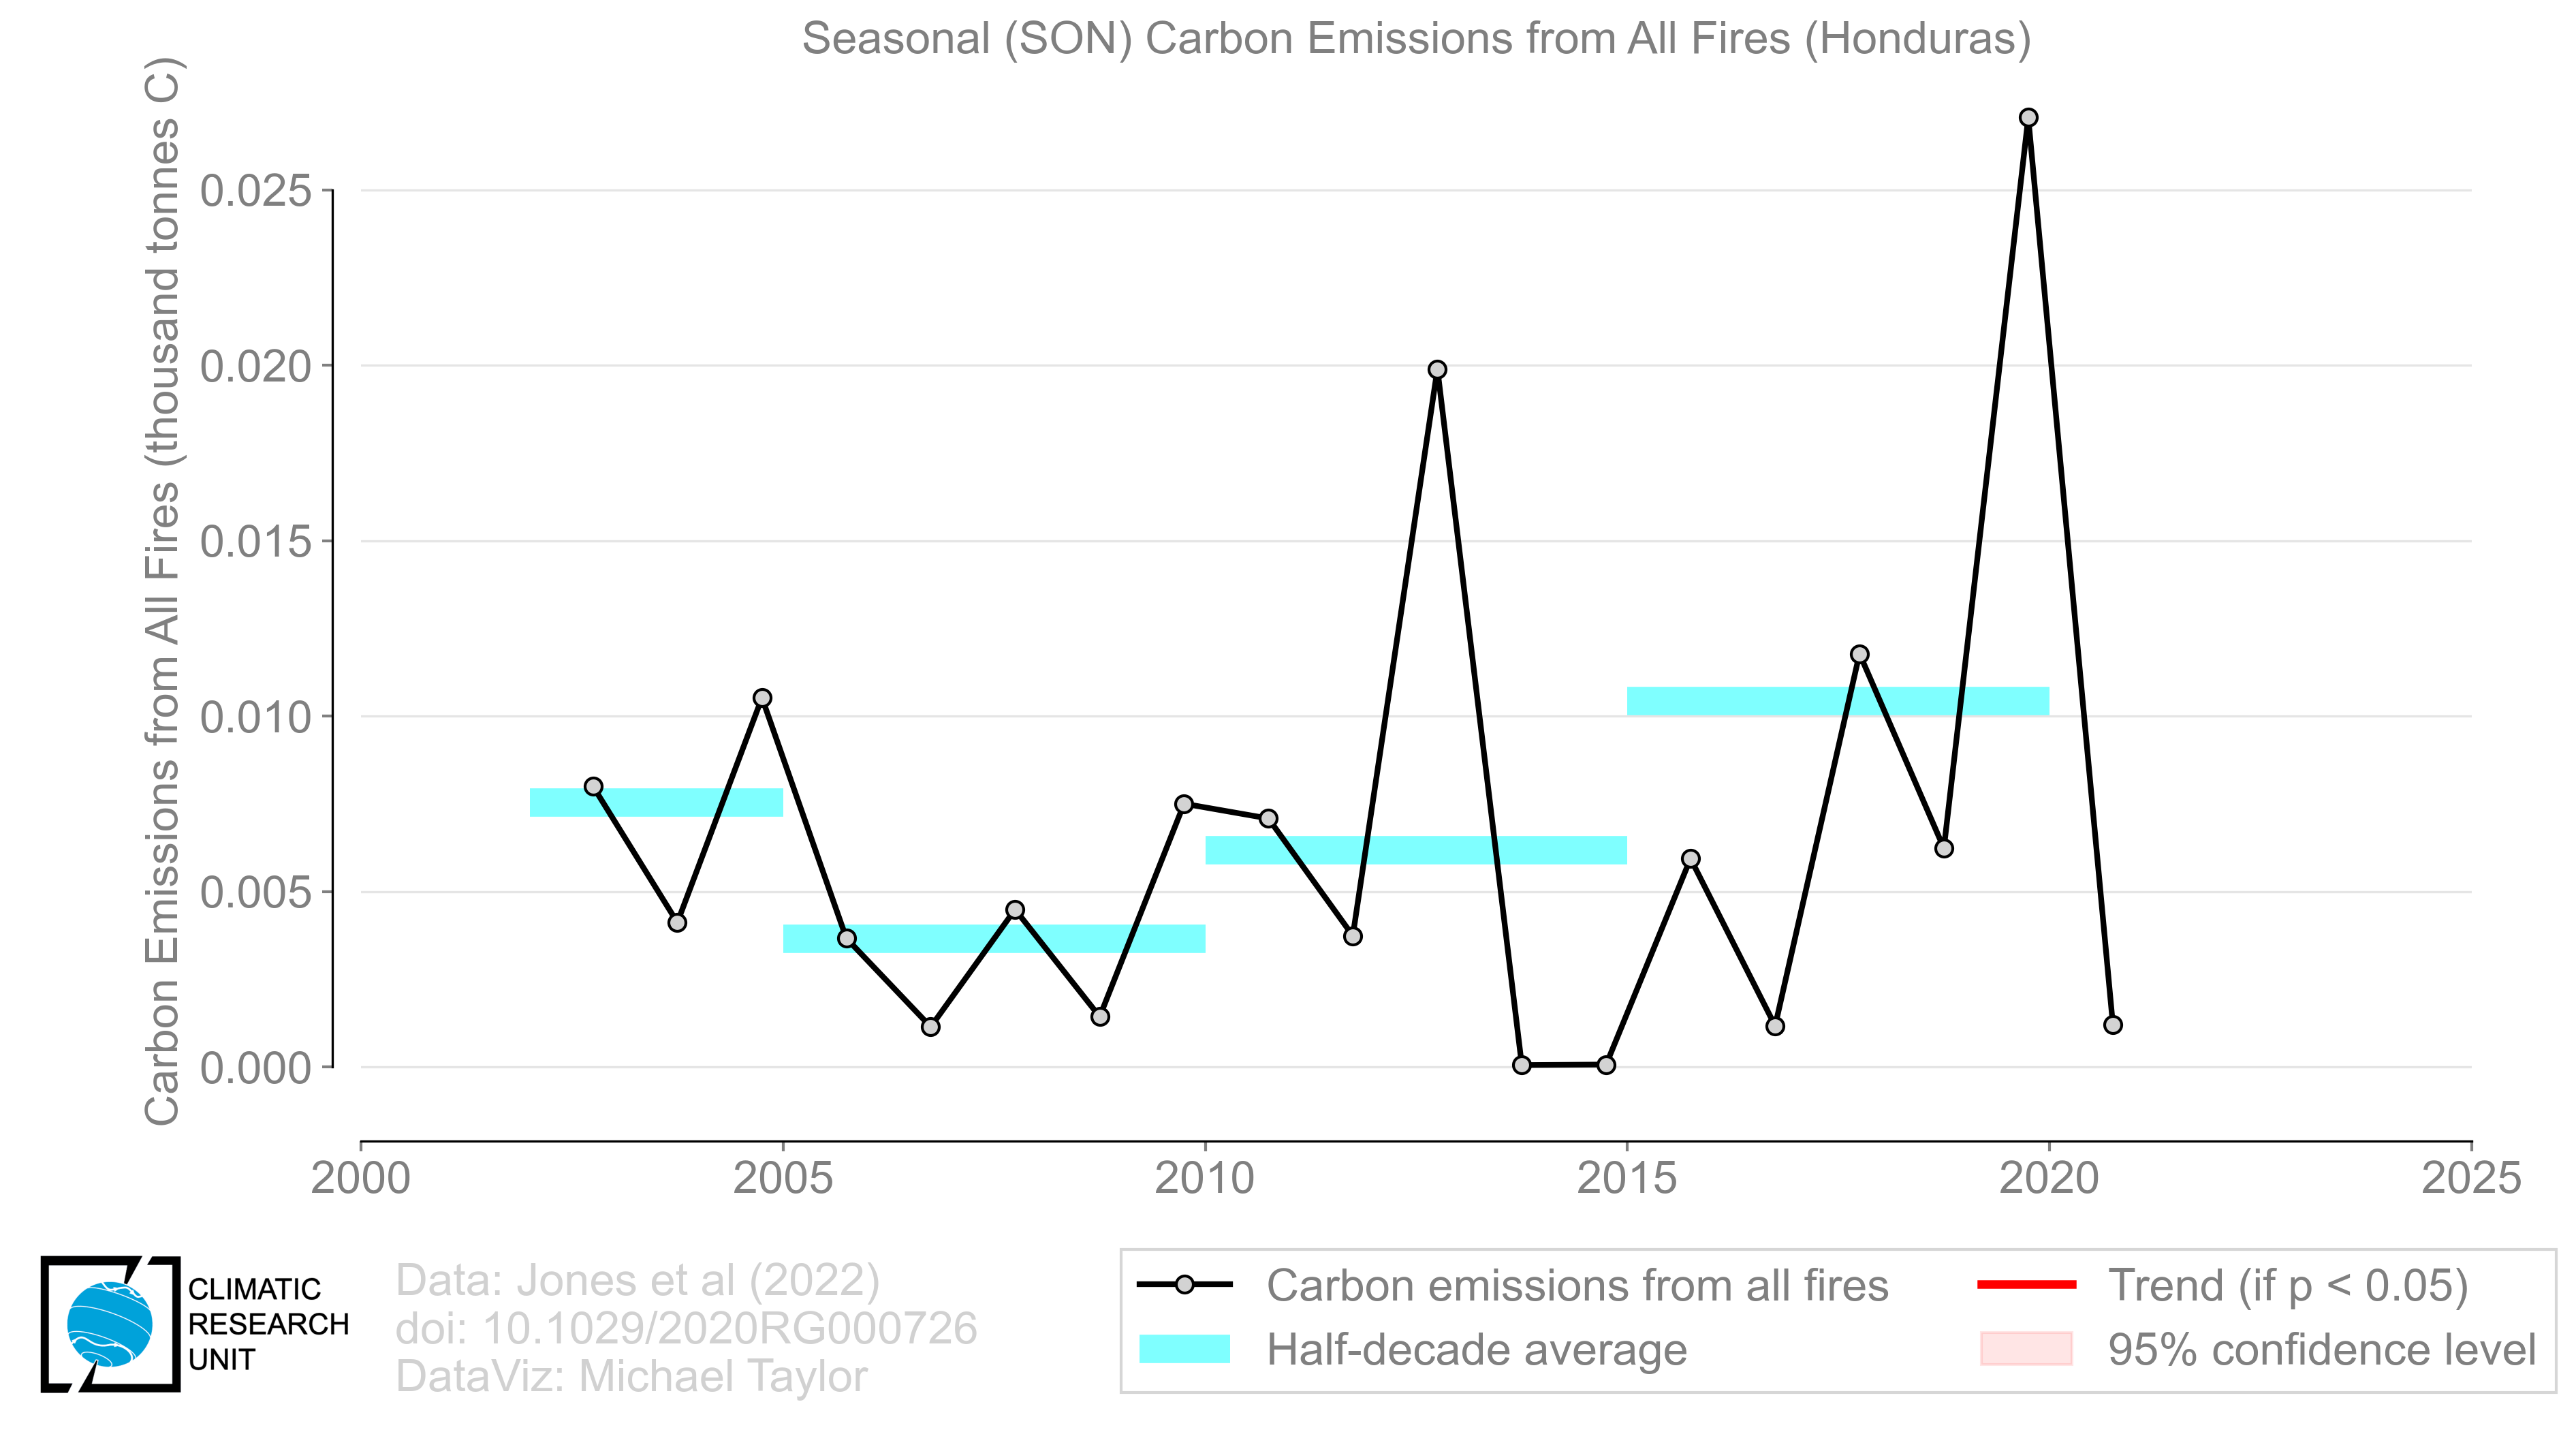 Seasonal (SON) Carbon Emissions from All Fires (Honduras)
Carbon Emissions from All Fires (thousand tonnes C)
0.025
0.020
0.015
0.010
0.005
0.000
2000 2005 2010 2015 2020 2025
CLIMATIC
RESEARCH
UNIT
Data: Jones et al (2022)
doi: 10.1029/2020RG000726
DataViz: Michael Taylor
Carbon emissions from all fires
Half-decade average
Trend (if p < 0.05)
95% confidence level